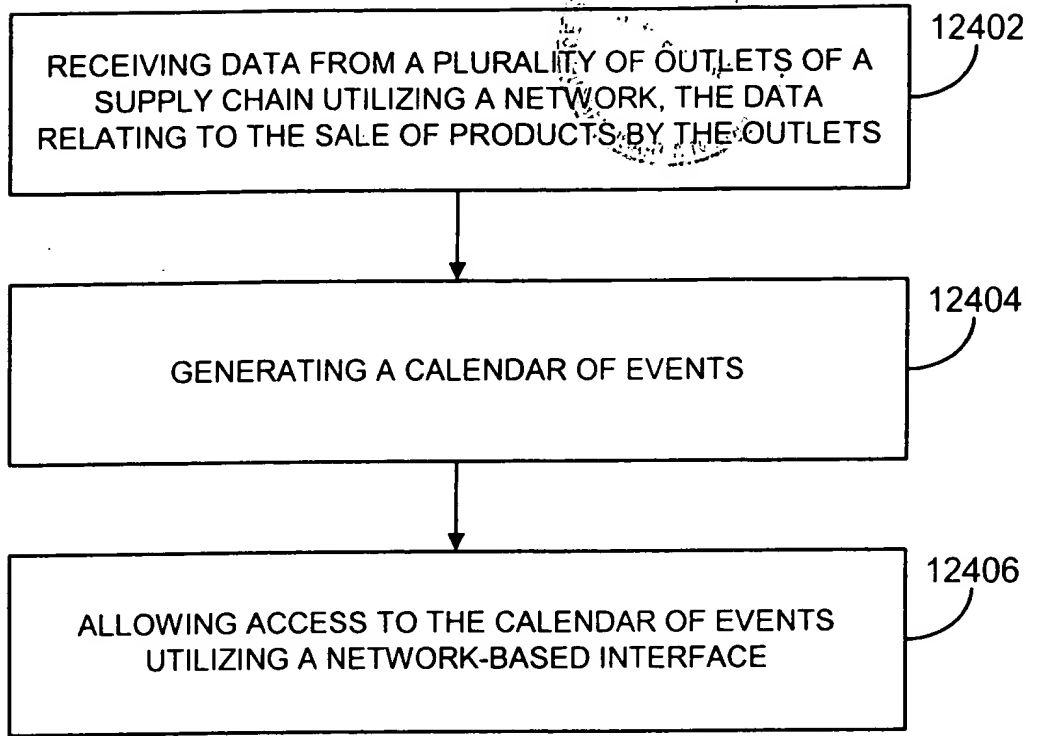 12402
RECEIVING DATA FROM A PLURALITY OF OUTLETS OF A
SUPPLY CHAIN UTILIZING A NETWORK, THE DATA
RELATING TO THE SALE OF PRODUCTS BY THE OUTLETS
12404
GENERATING A CALENDAR OF EVENTS
12406
ALLOWING ACCESS TO THE CALENDAR OF EVENTS
UTILIZING A NETWORK-BASED INTERFACE